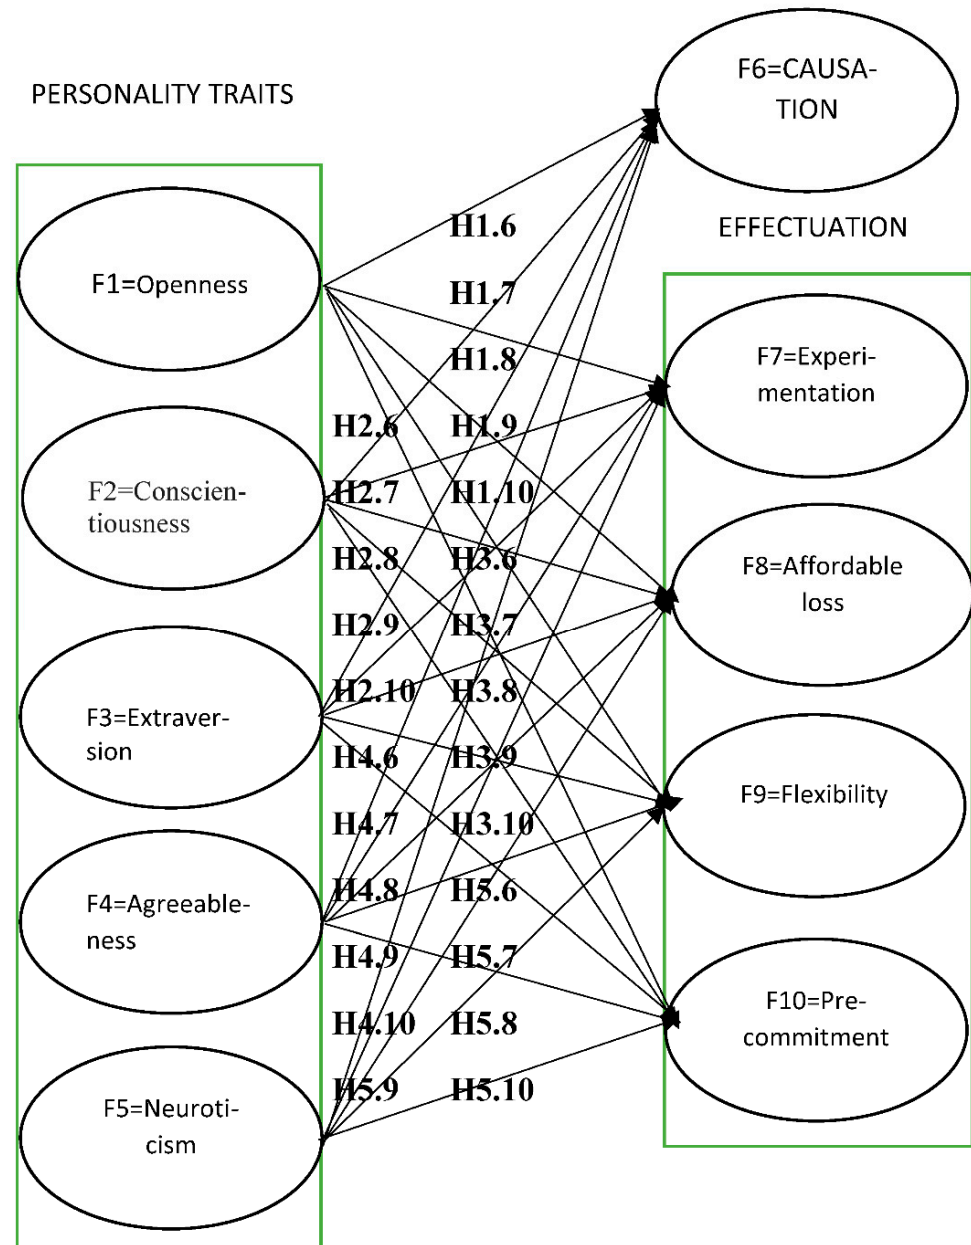 PERSONALITY TRAITS
F1=Openness
F2=Conscien-
tiousness
F3=Extraver-
sion
F4=Agreeable-
ness
F5=Neuroti-
cism
H1.6
H1.7
H1.8
H2.6 H1.9
H2.7 H1.10
H2.8 H3.6
H2.9 H3.7
H2.10 H3.8
H4.6 H3.9
H4.7 H3.10
H4.8 H5.6
H4.9 H5.7
H4.10 H5.8
H5.9 H5.10
F6=CAUSA-
TION
EFFECTUATION
F7=Experi-
mentation
F8=Affordable
loss
F9=Flexibility
F10=Pre-
commitment